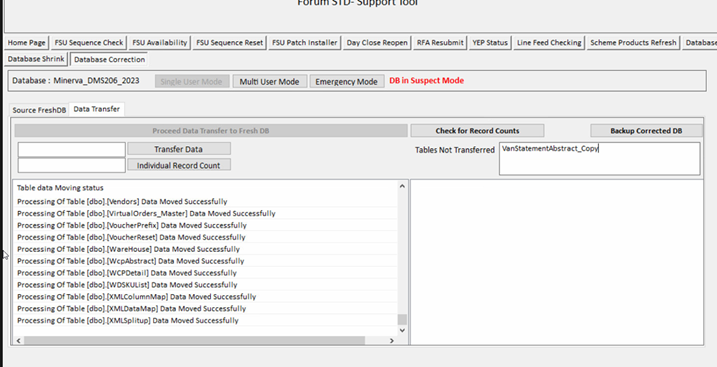 Forum STD- Support Tool
Home Page FSU Sequence Check FSU Availability FSU Sequence Reset FSU Patch Installer Day Close Reopen RFA Resubmit YEP Status Line Feed Checking Scheme Products Refresh Database
Database Shrink Database Correction
Database : Minerva_DMS206_2023 Single User Mode Multi User Mode Emergency Mode DB in Suspect Mode
Source FreshDB Data Transfer
Proceed Data Transfer to Fresh DB Check for Record Counts Backup Corrected DB
Transfer Data Tables Not Transferred VanStatementAbstract_Copy
Individual Record Count
Table data Moving status
Processing Of Table [dbo].[Vendors] Data Moved Successfully
Processing Of Table [dbo].[VirtualOrders_Master] Data Moved Successfully
Processing Of Table [dbo].[VoucherPrefix] Data Moved Successfully
Processing Of Table [dbo].[VoucherReset] Data Moved Successfully
Processing Of Table [dbo].[WareHouse] Data Moved Successfully
Processing Of Table [dbo].[WcpAbstract] Data Moved Successfully
Processing Of Table [dbo].[WCPDetail] Data Moved Successfully
Processing Of Table [dbo].[WDSKUList] Data Moved Successfully
Processing Of Table [dbo].[XMLColumnMap] Data Moved Successfully
Processing Of Table [dbo].[XMLDataMap] Data Moved Successfully
Processing Of Table [dbo].[XMLSplitup] Data Moved Successfully